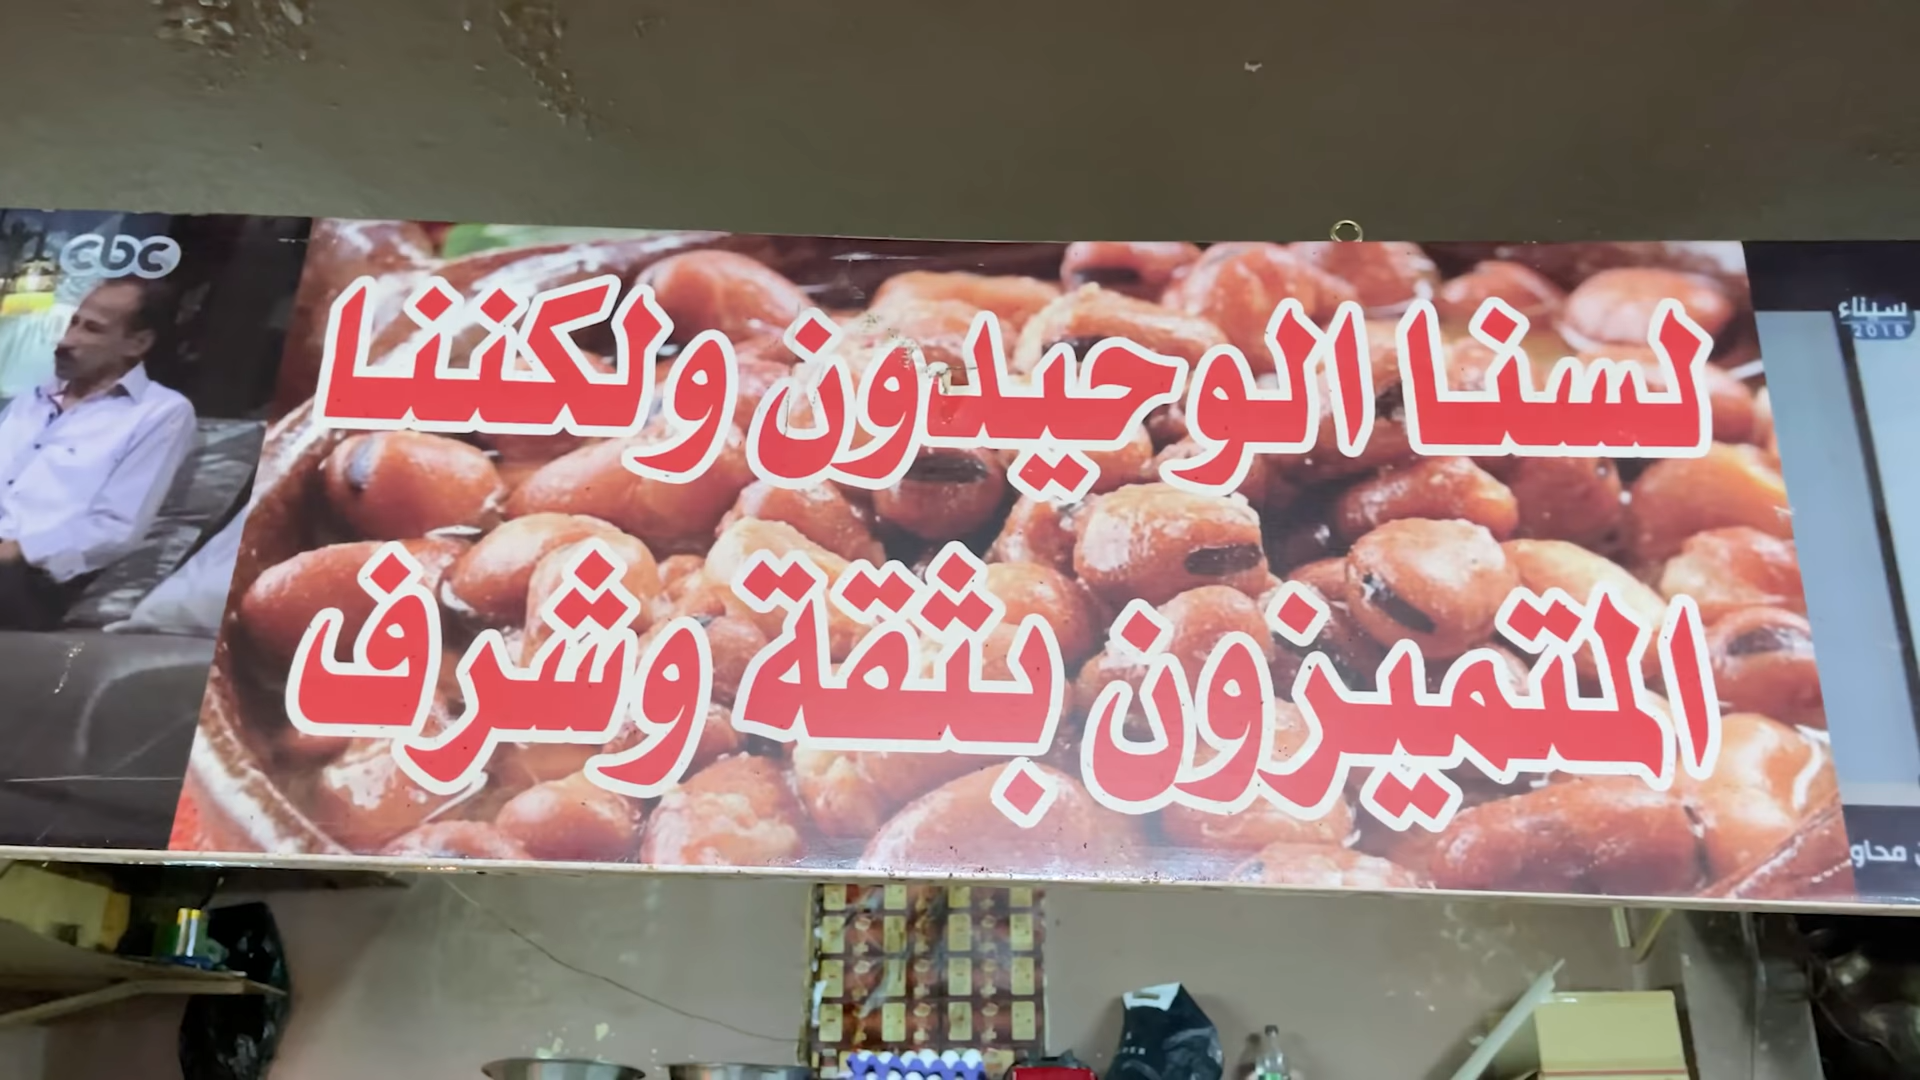 لسنا الوحيدون ولكننا
المتميزون بثقة وشرف
cbc
سيناء
2018